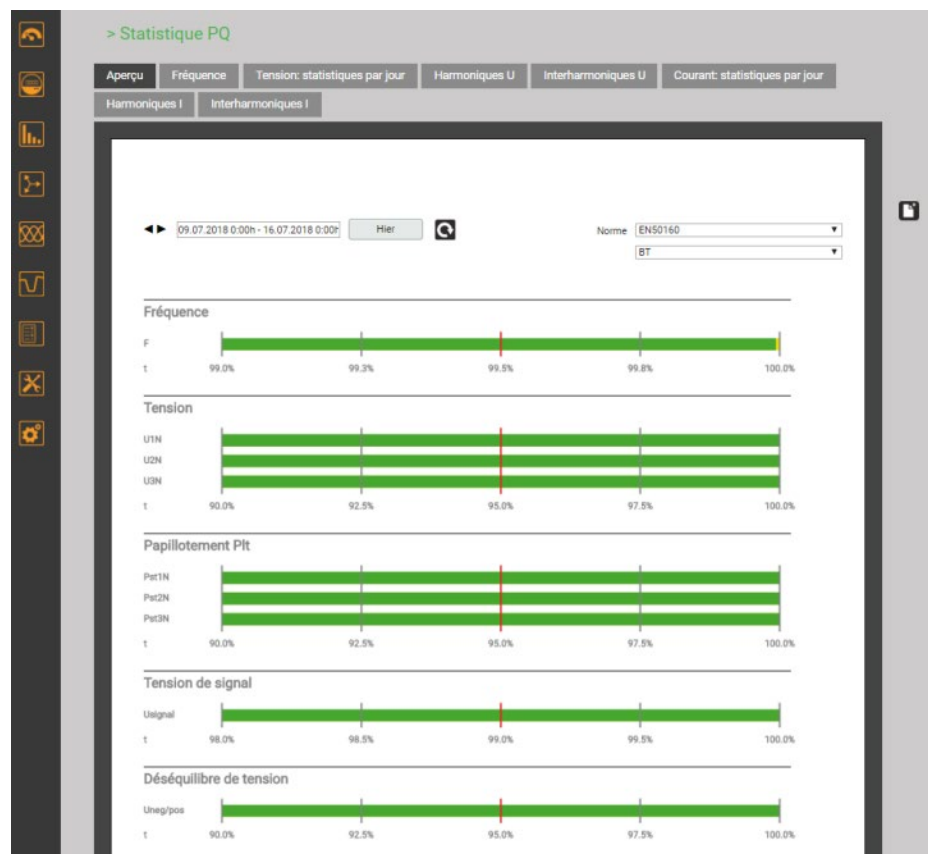 > Statistique PQ
Aperçu Fréquence Tension: statistiques par jour Harmoniques U Interharmoniques U Courant: statistiques par jour
Harmoniques I Interharmoniques I
09.07.2018 0:00h - 16.07.2018 0:00h Hier Norme EN50160
BT
Fréquence
F
t 99.0% 99.3% 99.5% 99.8% 100.0%
Tension
U1N
U2N
U3N
t 90.0% 92.5% 95.0% 97.5% 100.0%
Papillotement Plt
Pst1N
Pst2N
Pst3N
t 90.0% 92.5% 95.0% 97.5% 100.0%
Tension de signal
Usignal
t 98.0% 98.5% 99.0% 99.5% 100.0%
Déséquilibre de tension
Uneg/pos
t 90.0% 92.5% 95.0% 97.5% 100.0%